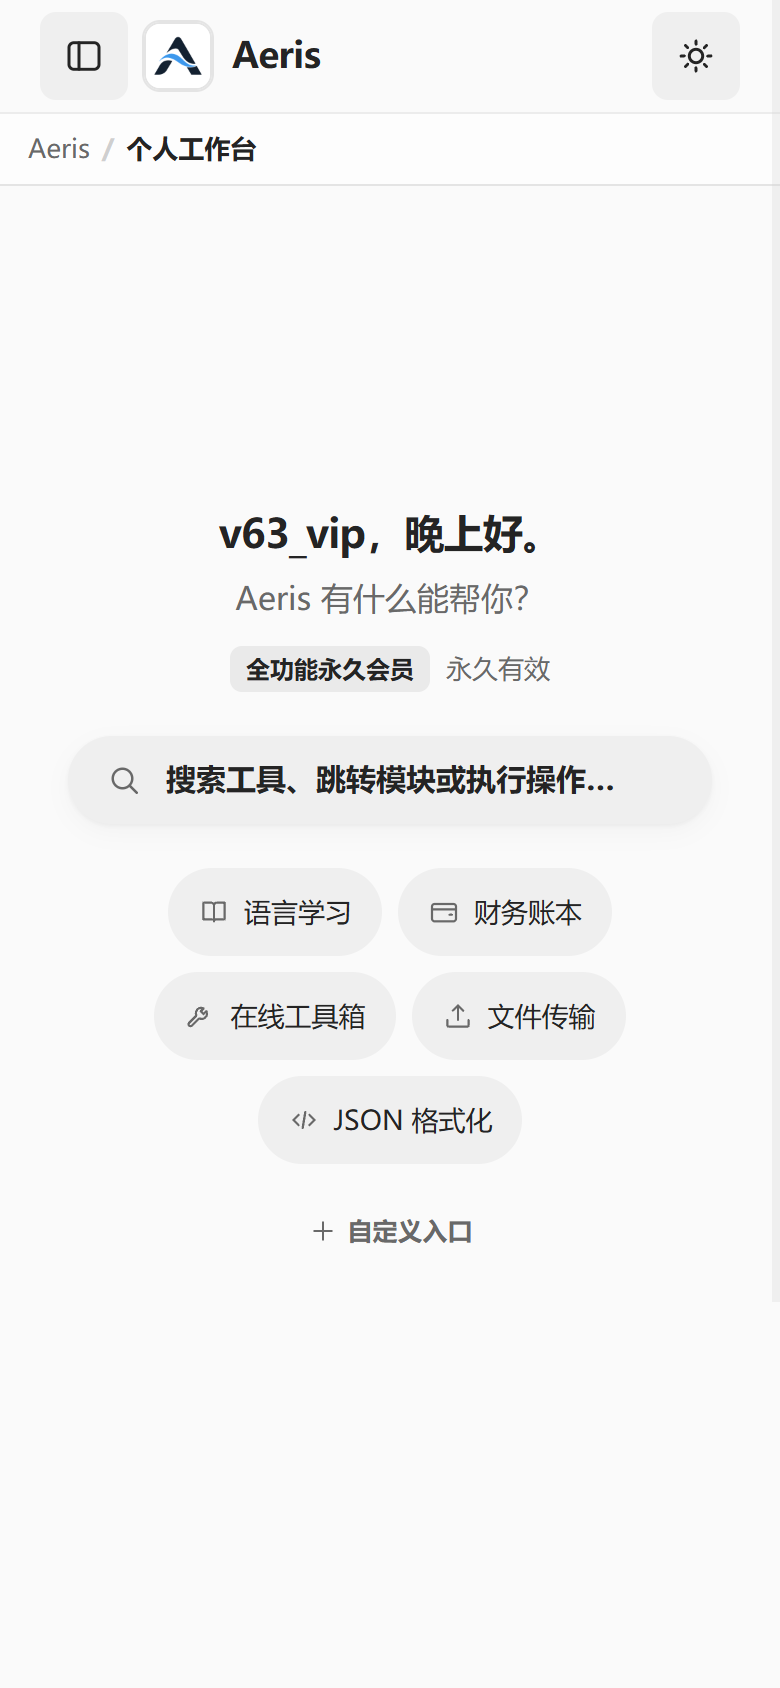 Aeris
Aeris / 个人工作台
v63_vip，晚上好。
Aeris 有什么能帮你？
全功能永久会员 永久有效
搜索工具、跳转模块或执行操作...
语言学习 财务账本
在线工具箱 文件传输
JSON 格式化
自定义入口